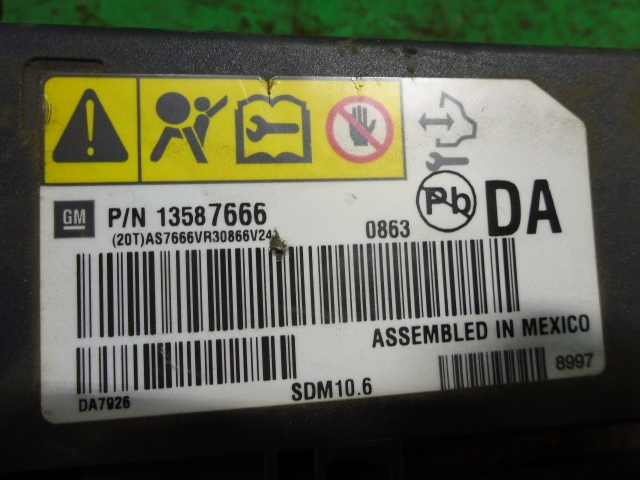 Pb
DA
GM P/N 13587666
(20T)AS7666VR30866V24
0863
ASSEMBLED IN MEXICO
8997
DA7926
SDM10.6